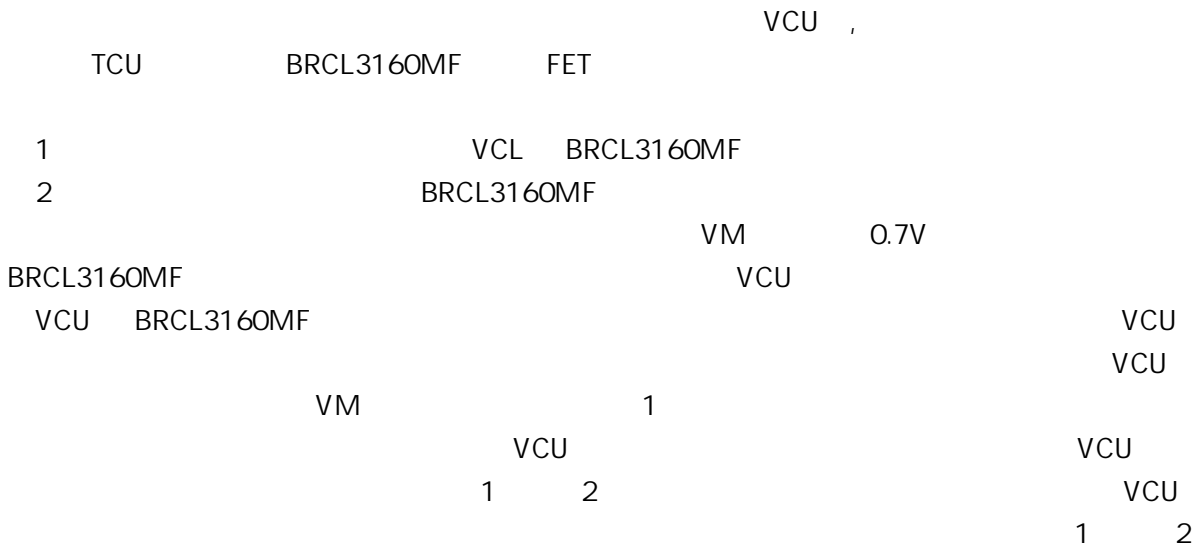 VCU ,
TCU BRCL3160MF FET
1 VCL BRCL3160MF
2 BRCL3160MF
VM 0.7V
BRCL3160MF VCU
VCU BRCL3160MF VCU
VCU
VM 1
VCU VCU
1 2 VCU
1 2